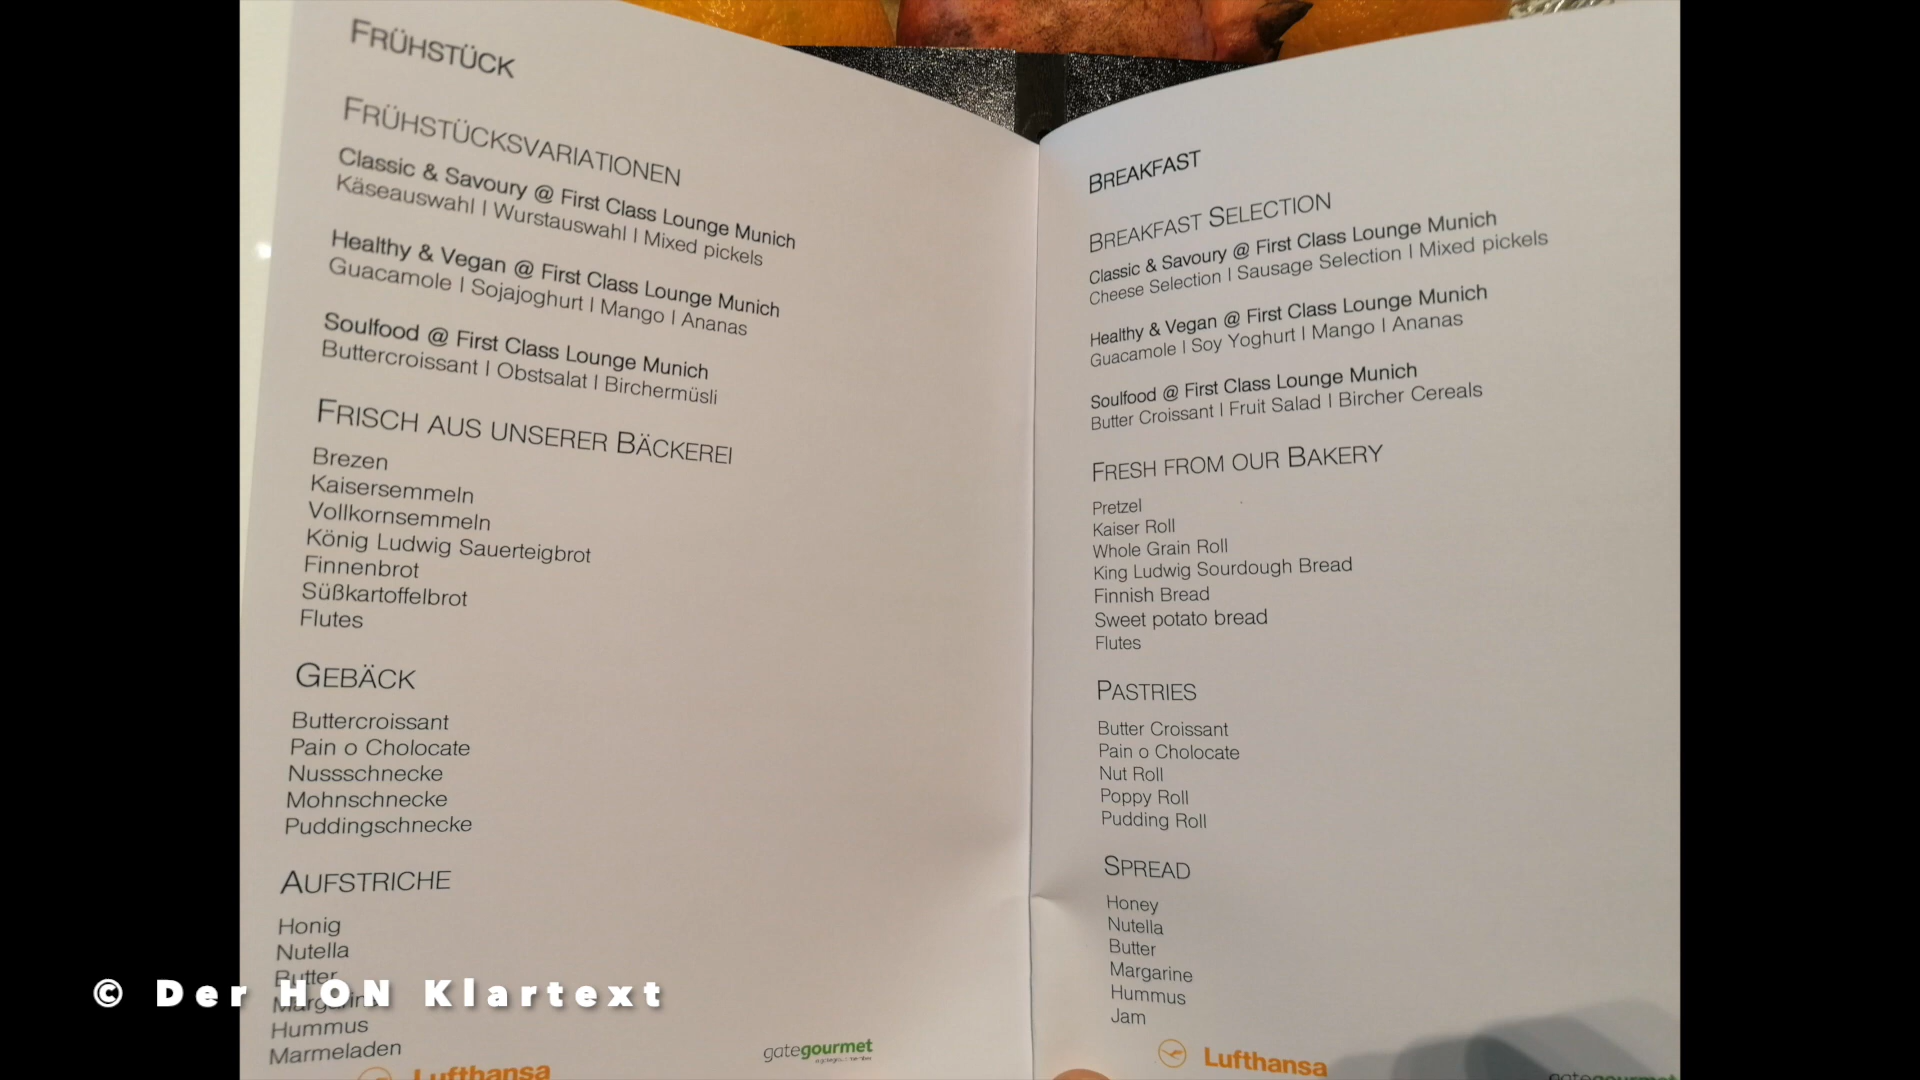 FRÜHSTÜCK
FRÜHSTÜCKSVARIATIONEN
Classic & Savoury @ First Class Lounge Munich
Käseauswahl | Wurstauswahl | Mixed pickels
Healthy & Vegan @ First Class Lounge Munich
Guacamole | Sojajoghurt | Mango | Ananas
Soulfood @ First Class Lounge Munich
Buttercroissant | Obstsalat | Birchermüsli
FRISCH AUS UNSERER BÄCKEREI
Brezen
Kaisersemmeln
Vollkornsemmeln
König Ludwig Sauerteigbrot
Finnenbrot
Süßkartoffelbrot
Flutes
GEBÄCK
Buttercroissant
Pain o Cholocate
Nussschnecke
Mohnschnecke
Puddingschnecke
AUFSTRICHE
Honig
Nutella
Butter
Margarin
Hummus
Marmeladen
Lufthansa
gategourmet
BREAKFAST
BREAKFAST SELECTION
Classic & Savoury @ First Class Lounge Munich
Cheese Selection | Sausage Selection | Mixed pickels
Healthy & Vegan @ First Class Lounge Munich
Guacamole | Soy Yoghurt | Mango | Ananas
Soulfood @ First Class Lounge Munich
Butter Croissant | Fruit Salad | Bircher Cereals
FRESH FROM OUR BAKERY
Pretzel
Kaiser Roll
Whole Grain Roll
King Ludwig Sourdough Bread
Finnish Bread
Sweet potato bread
Flutes
PASTRIES
Butter Croissant
Pain o Cholocate
Nut Roll
Poppy Roll
Pudding Roll
SPREAD
Honey
Nutella
Butter
Margarine
Hummus
Jam
Lufthansa
gategourmet
© Der HON Klartext